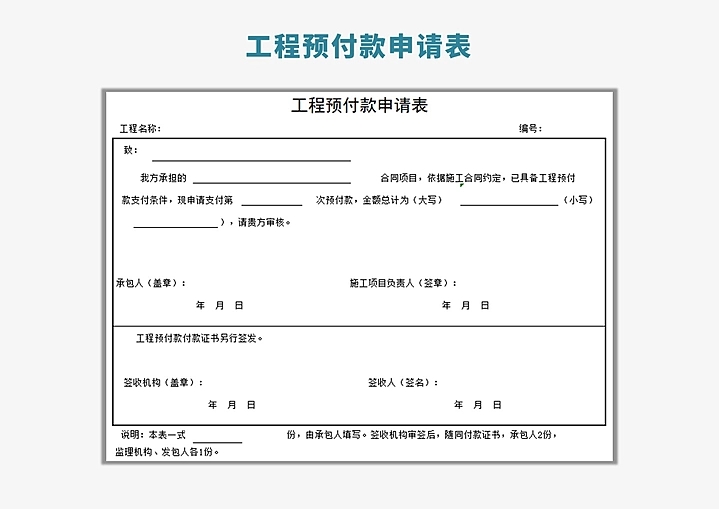 工程预付款申请表
工程预付款申请表
工程名称： 编号：
致：
我方承担的 合同项目，依据施工合同约定，已具备工程预付
款支付条件，现申请支付第 次预付款，金额总计为（大写） （小写）
），请贵方审核。
承包人（盖章）： 施工项目负责人（签章）：
年 月 日 年 月 日
工程预付款付款证书另行签发。
签收机构（盖章）： 签收人（签名）：
年 月 日 年 月 日
说明：本表一式 份，由承包人填写。签收机构审签后，随同付款证书，承包人2份，
监理机构、发包人各1份。